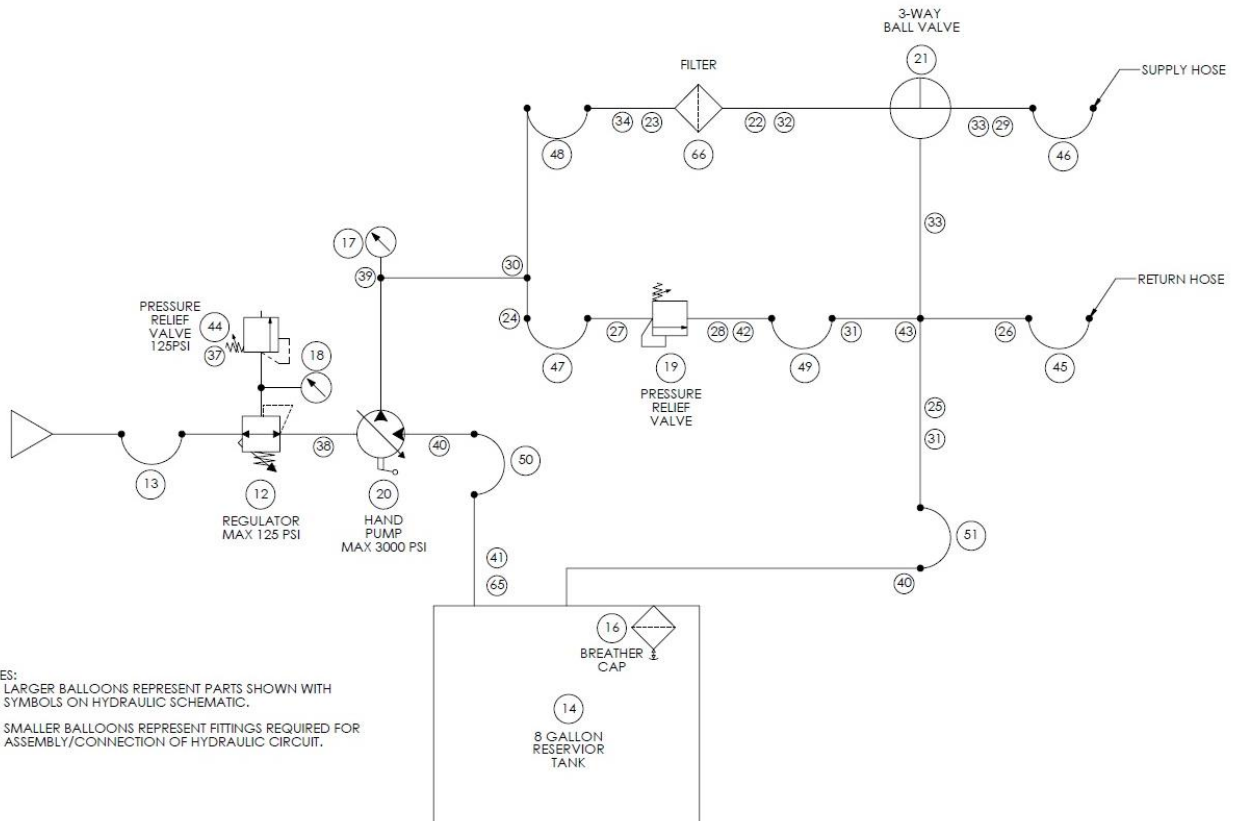 3-WAY
BALL VALVE
21
FILTER
SUPPLY HOSE
34 23
22 32
33 29
48
66
46
33
17
39
30
RETURN HOSE
PRESSURE
RELIEF
VALVE
125PSI
44
37
18
24
27
28 42
31
43
26
47
19
PRESSURE
RELIEF
VALVE
49
45
25
31
38
40
50
13
12
REGULATOR
MAX 125 PSI
20
HAND
PUMP
MAX 3000 PSI
51
41
65
40
16
BREATHER
CAP
14
8 GALLON
RESERVIOR
TANK
ES:
LARGER BALLOONS REPRESENT PARTS SHOWN WITH
SYMBOLS ON HYDRAULIC SCHEMATIC.
SMALLER BALLOONS REPRESENT FITTINGS REQUIRED FOR
ASSEMBLY/CONNECTION OF HYDRAULIC CIRCUIT.